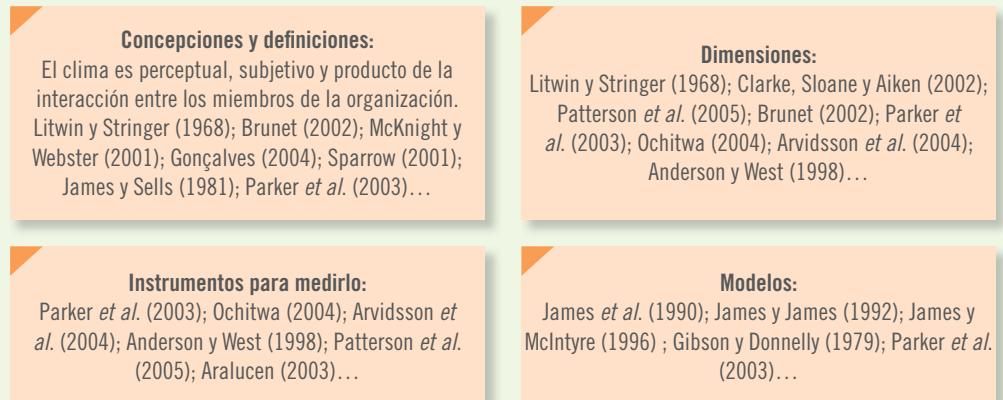 Concepciones y definiciones:
El clima es perceptual, subjetivo y producto de la
interacción entre los miembros de la organización.
Litwin y Stringer (1968); Brunet (2002); McKnight y
Webster (2001); Gonçalves (2004); Sparrow (2001);
James y Sells (1981); Parker et al. (2003)…
Dimensiones:
Litwin y Stringer (1968); Clarke, Sloane y Aiken (2002);
Patterson et al. (2005); Brunet (2002); Parker et
al. (2003); Ochitwa (2004); Arvidsson et al. (2004);
Anderson y West (1998)…
Instrumentos para medirlo:
Parker et al. (2003); Ochitwa (2004); Arvidsson et
al. (2004); Anderson y West (1998); Patterson et al.
(2005); Aralucen (2003)…
Modelos:
James et al. (1990); James y James (1992); James y
McIntyre (1996) ; Gibson y Donnelly (1979); Parker et al.
(2003)…